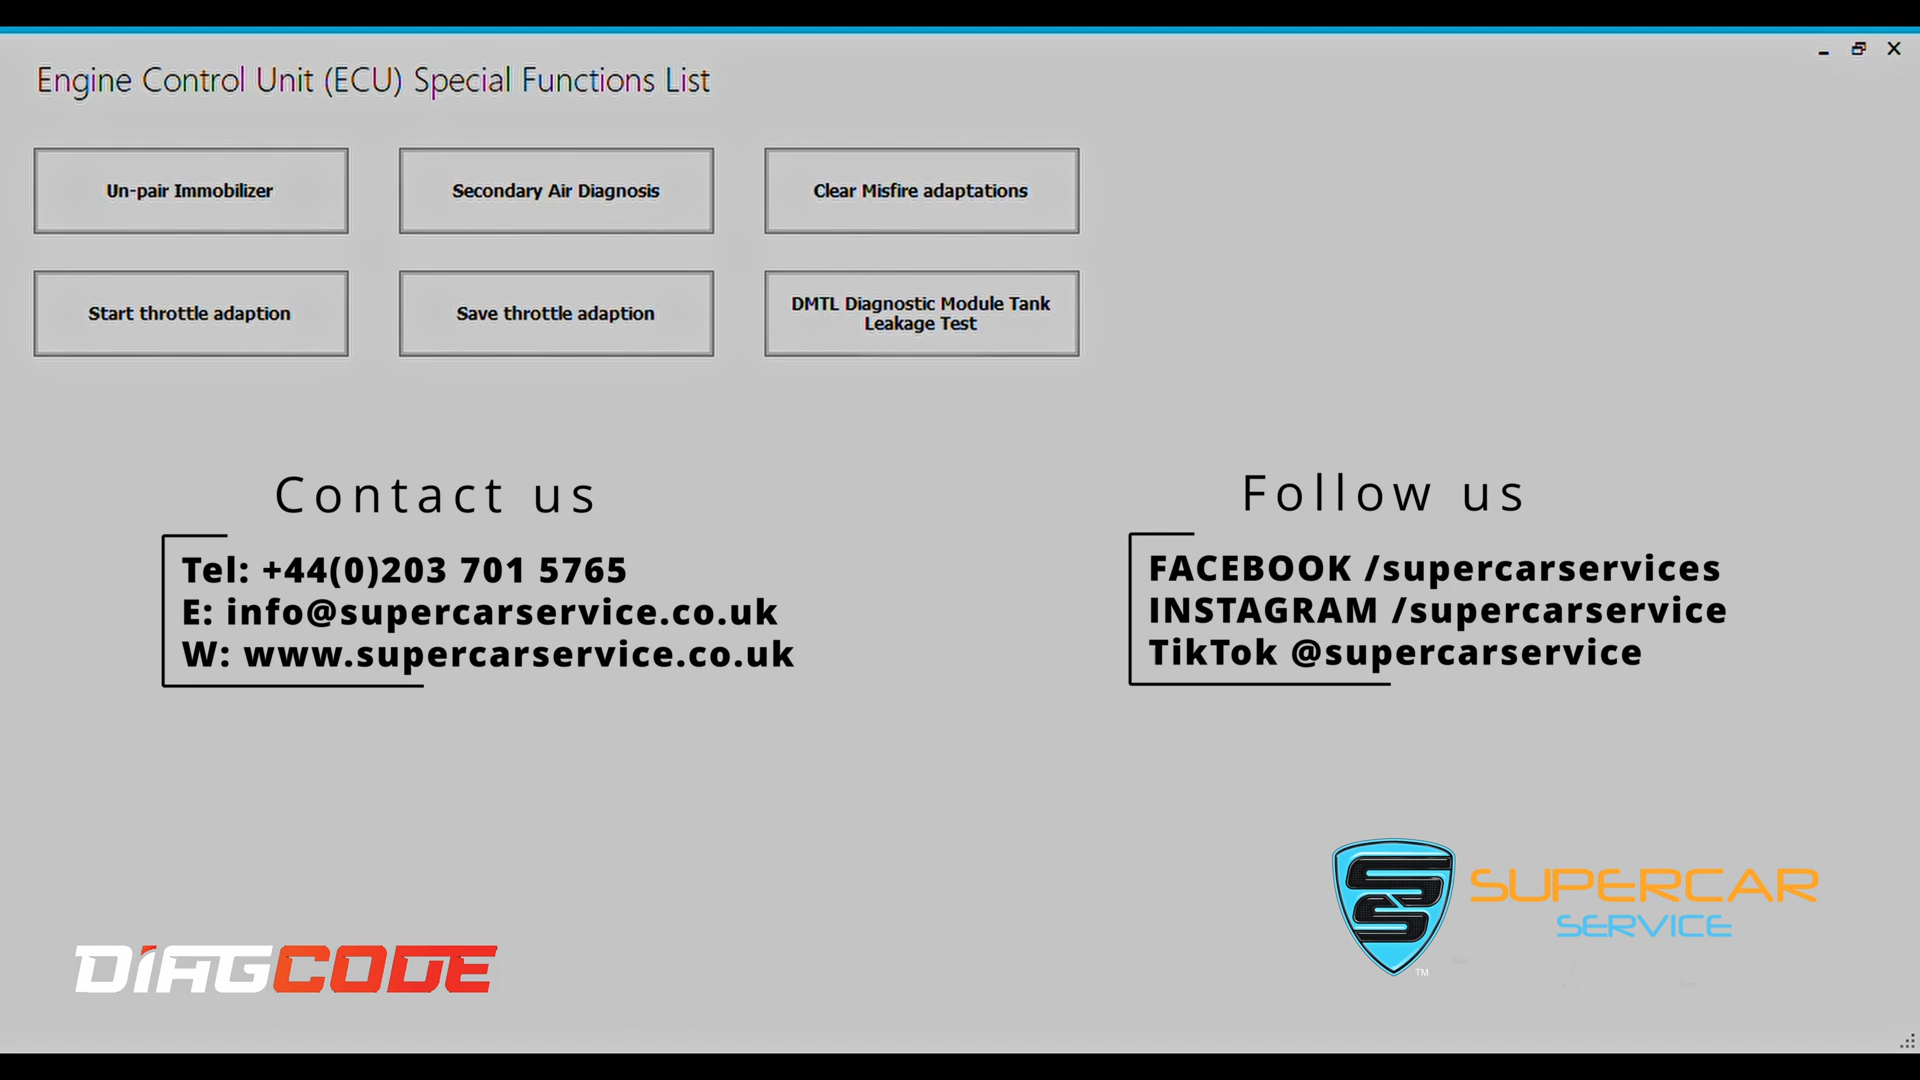 Engine Control Unit (ECU) Special Functions List
Un-pair Immobilizer
Secondary Air Diagnosis
Clear Misfire adaptations
Start throttle adaption
Save throttle adaption
DMTL Diagnostic Module Tank
Leakage Test
Contact us
Tel: +44(0)203 701 5765
E: info@supercarservice.co.uk
W: www.supercarservice.co.uk
Follow us
FACEBOOK /supercarservices
INSTAGRAM /supercarservice
TikTok @supercarservice
DIAGCODE
SUPERCAR
SERVICE
TM